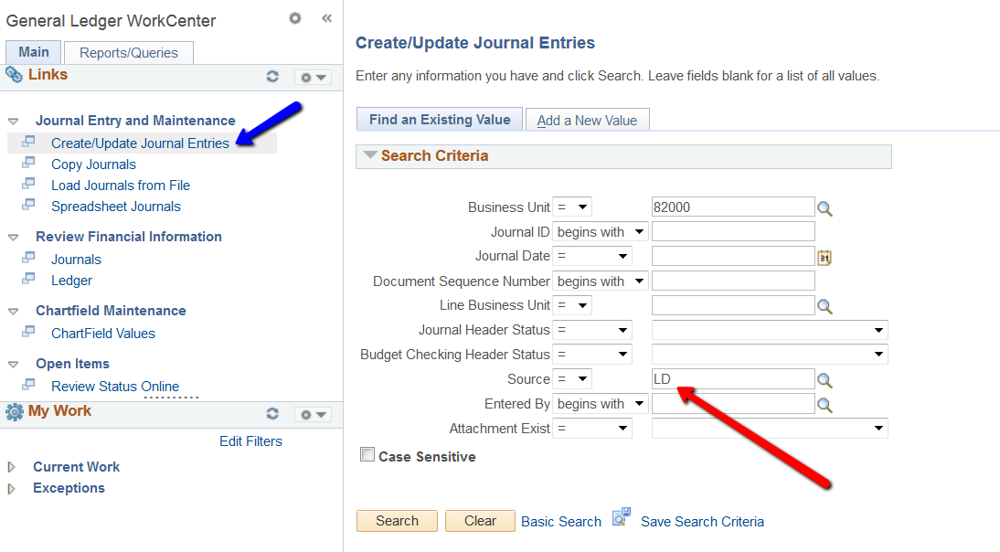 General Ledger WorkCenter
«
Main
Reports/Queries
Links
Journal Entry and Maintenance
Create/Update Journal Entries
Copy Journals
Load Journals from File
Spreadsheet Journals
Review Financial Information
Journals
Ledger
Chartfield Maintenance
ChartField Values
Open Items
Review Status Online
My Work
Edit Filters
Current Work
Exceptions
Create/Update Journal Entries
Enter any information you have and click Search. Leave fields blank for a list of all values.
Find an Existing Value
Add a New Value
Search Criteria
Business Unit = 82000
Journal ID begins with
Journal Date = 31
Document Sequence Number begins with
Line Business Unit =
Journal Header Status =
Budget Checking Header Status =
Source = LD
Entered By begins with
Attachment Exist =
Case Sensitive
Search Clear Basic Search Save Search Criteria